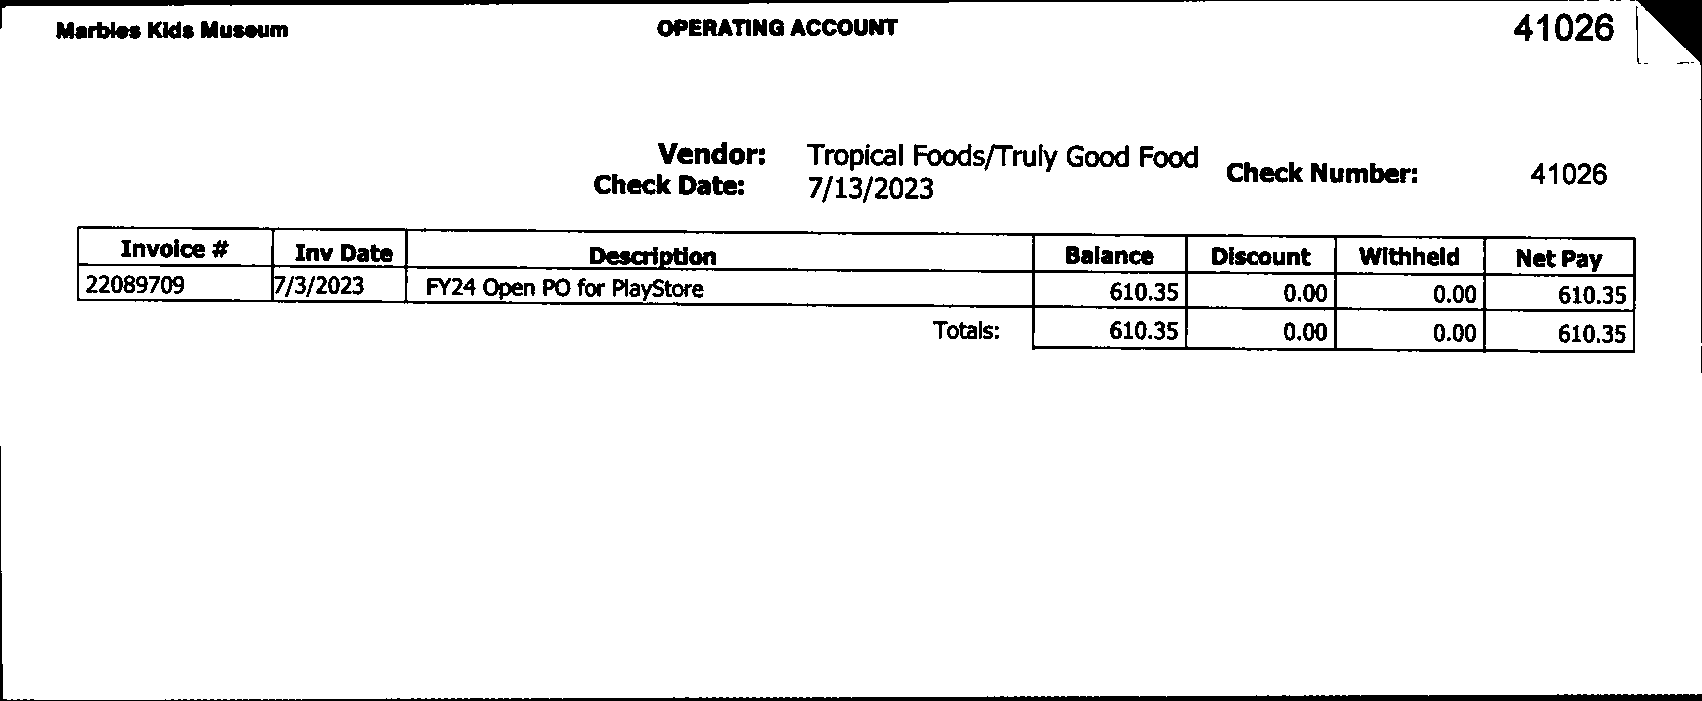 Marbles Kids Museum OPERATING ACCOUNT 41026
Vendor: Tropical Foods/Truly Good Food
Check Number: 41026
Check Date: 7/13/2023
Invoice # Inv Date Description Balance Discount Withheld Net Pay
22089709 7/3/2023 FY24 Open PO for PlayStore 610.35 0.00 0.00 610.35
Totals: 610.35 0.00 0.00 610.35